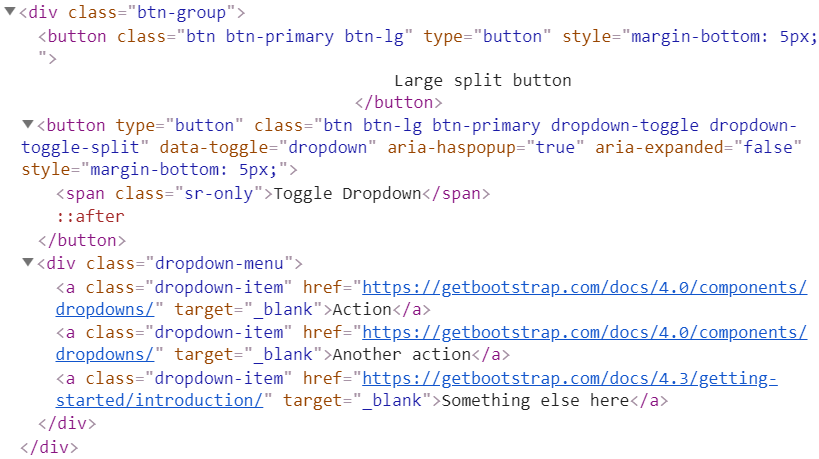 ▼<div class="btn-group">
<button class="btn btn-primary btn-lg" type="button" style="margin-bottom: 5px;
">
Large split button
</button>
▼<button type="button" class="btn btn-lg btn-primary dropdown-toggle dropdown-
toggle-split" data-toggle="dropdown" aria-haspopup="true" aria-expanded="false"
style="margin-bottom: 5px;">
<span class="sr-only">Toggle Dropdown</span>
::after
</button>
▼<div class="dropdown-menu">
<a class="dropdown-item" href="https://getbootstrap.com/docs/4.0/components/
dropdowns/" target="_blank">Action</a>
<a class="dropdown-item" href="https://getbootstrap.com/docs/4.0/components/
dropdowns/" target="_blank">Another action</a>
<a class="dropdown-item" href="https://getbootstrap.com/docs/4.3/getting-
started/introduction/" target="_blank">Something else here</a>
</div>
</div>